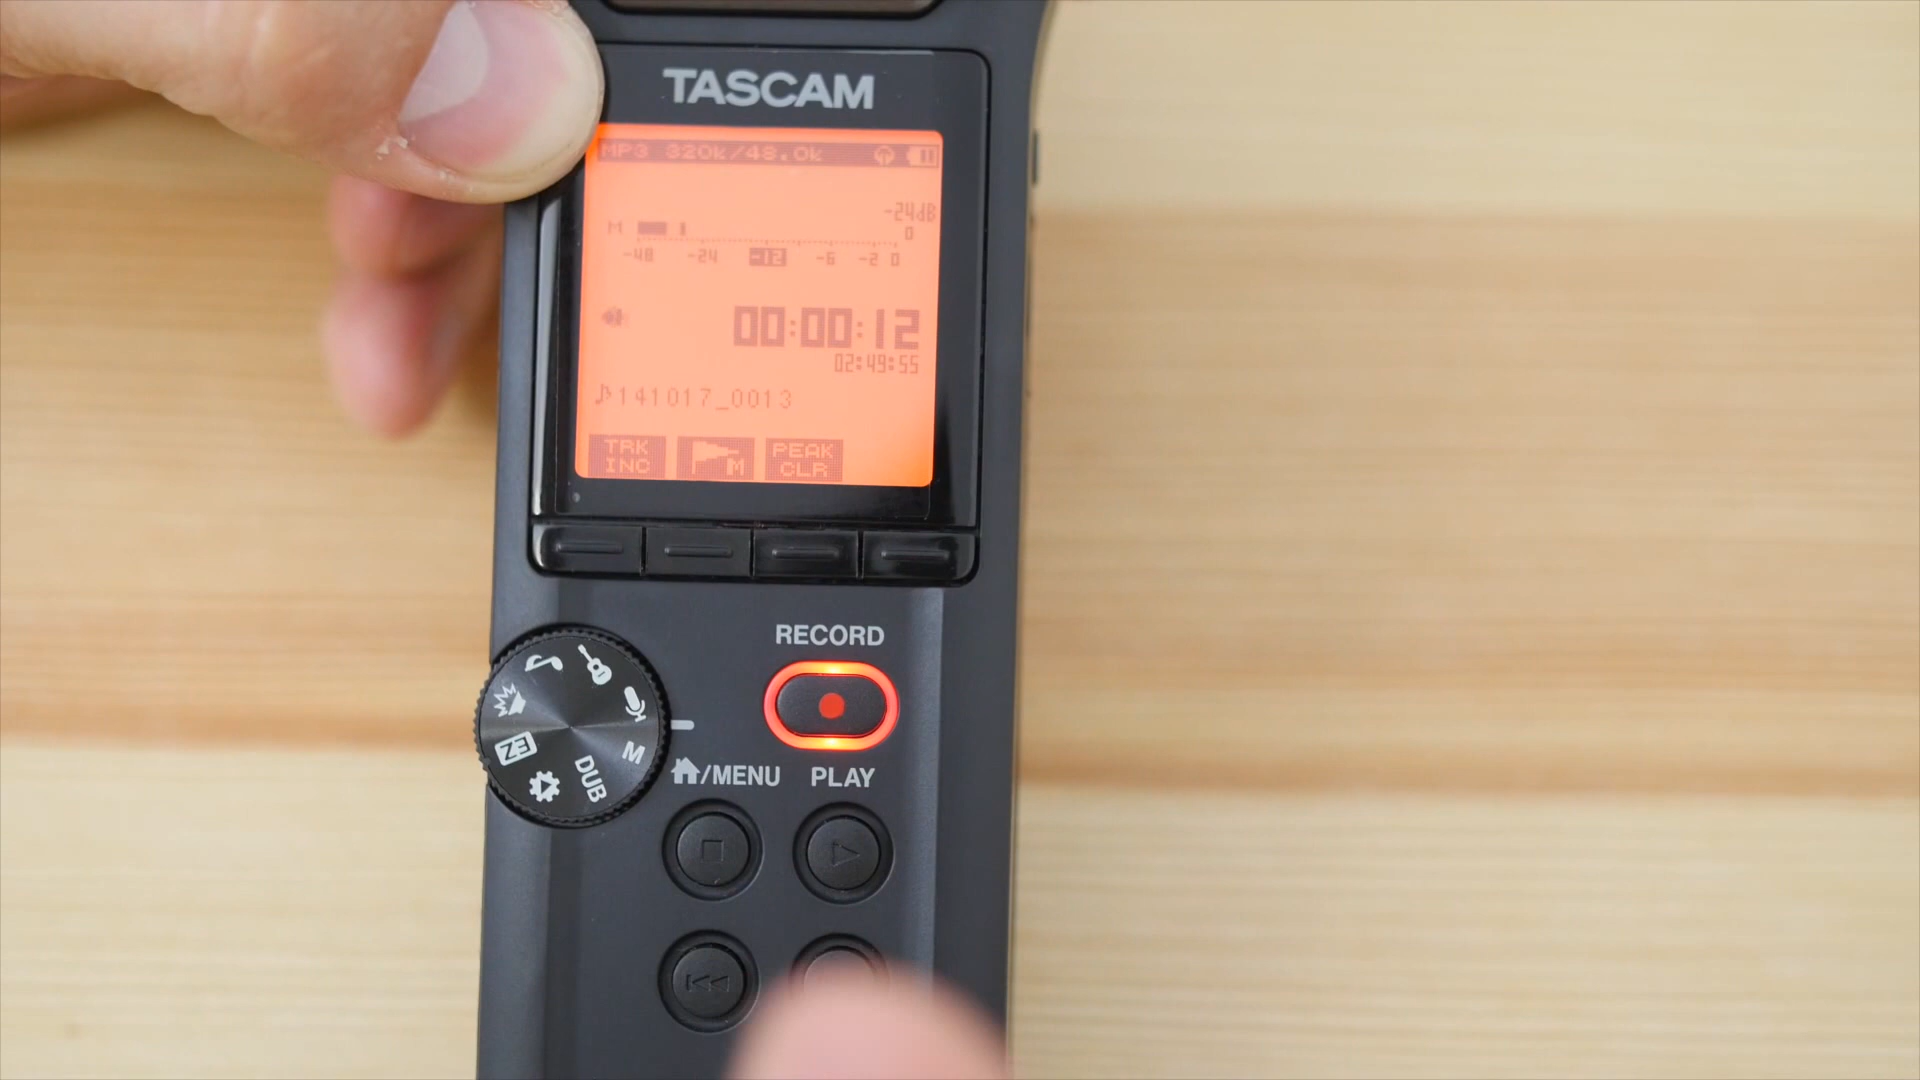 TASCAM
MP3 320k/48.0k
-24dB
M 0
-48 -24 -12 -6 -2 0
00:00:12
02:49:55
141017_0013
TRK INC M PEAK CLR
RECORD
M
DUB
EZ
/MENU PLAY